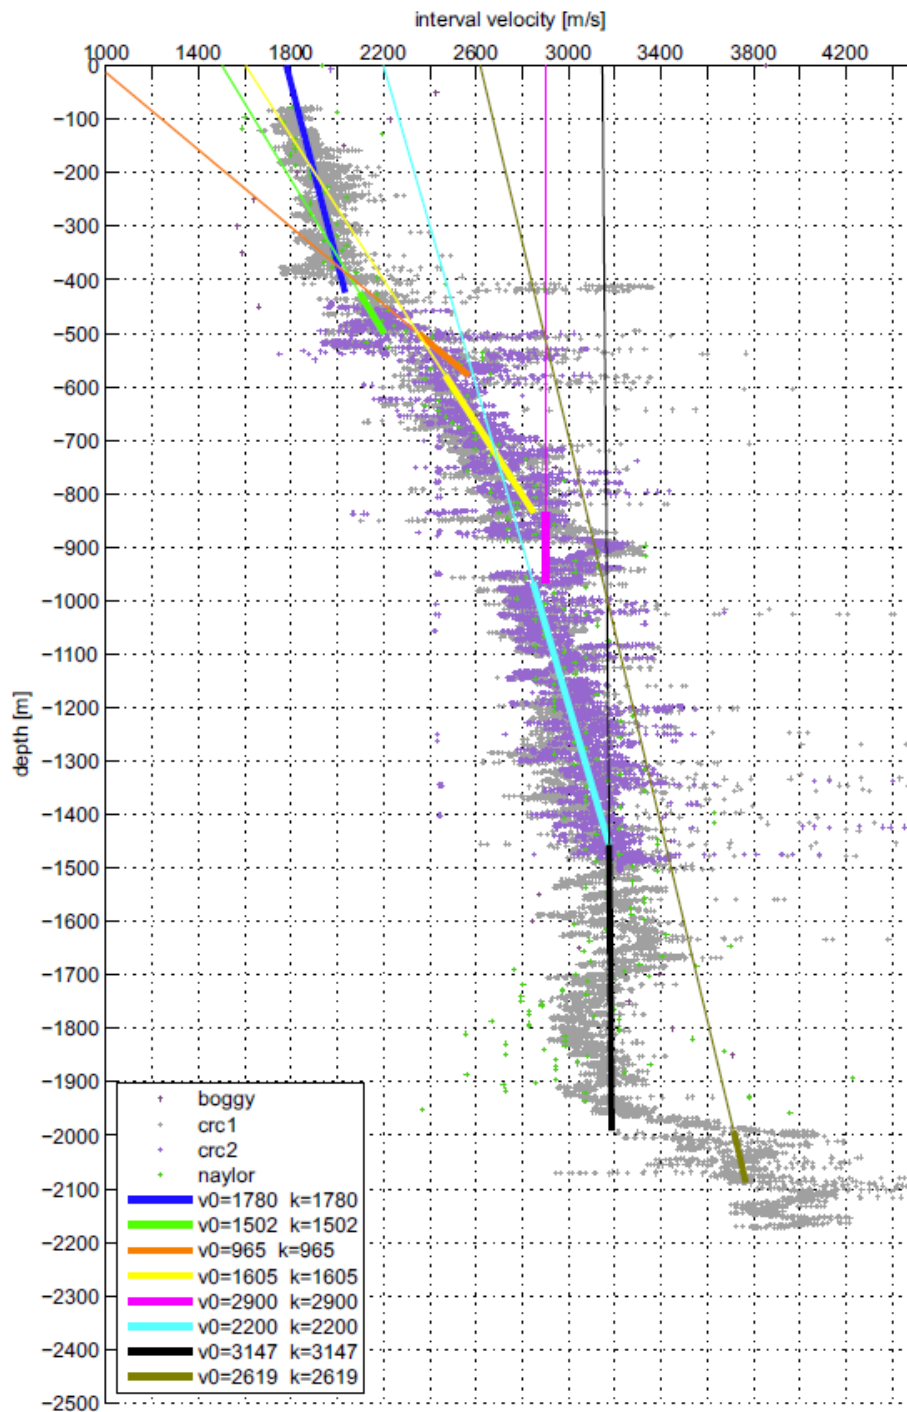 interval velocity [m/s]
1000 1400 1800 2200 2600 3000 3400 3800 4200
0
−100
−200
−300
−400
−500
−600
−700
−800
−900
−1000
−1100
depth [m]
−1200
−1300
−1400
−1500
−1600
−1700
−1800
−1900
−2000
−2100
−2200
−2300
−2400
−2500
boggy
crc1
crc2
naylor
v0=1780 k=1780
v0=1502 k=1502
v0=965 k=965
v0=1605 k=1605
v0=2900 k=2900
v0=2200 k=2200
v0=3147 k=3147
v0=2619 k=2619